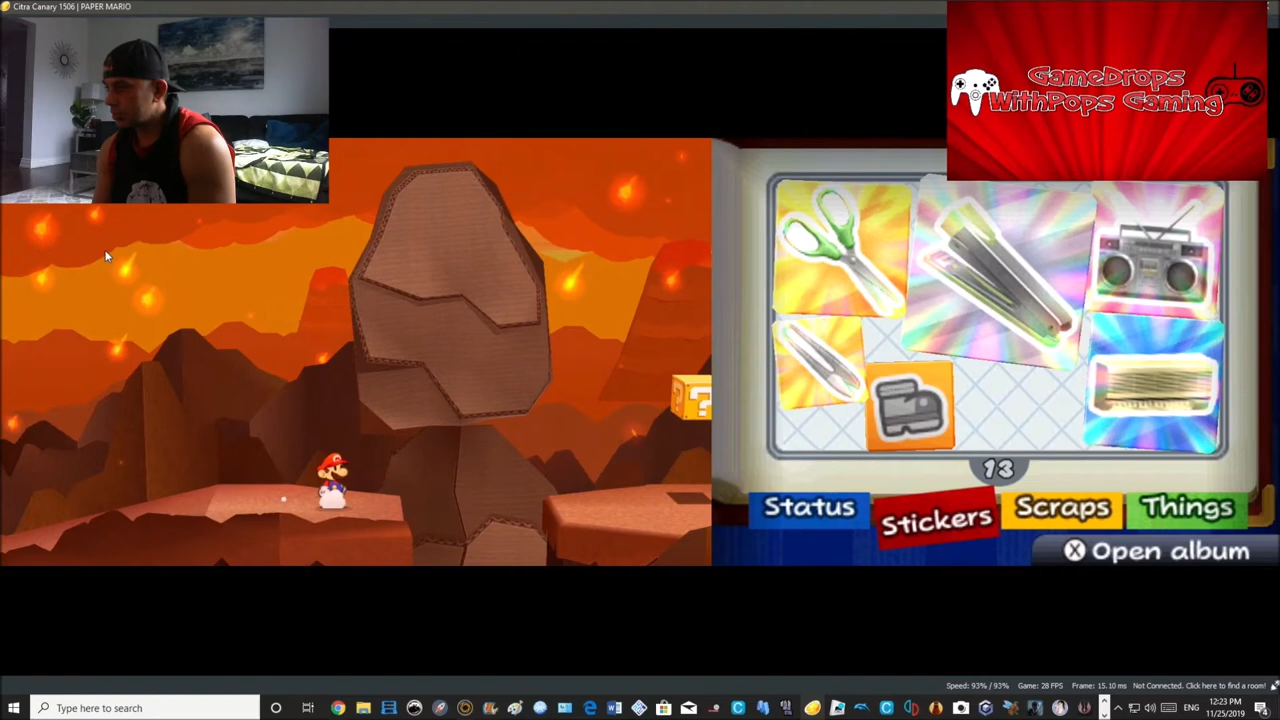 Citra Canary 1506 | PAPER MARIO
GameDrops
WithPops Gaming
?
13
Status
Stickers
Scraps
Things
X Open album
Speed: 93% / 93% Game: 28 FPS Frame: 15.10 ms Not Connected. Click here to find a room!
Type here to search
ENG
12:23 PM
11/25/2019
4